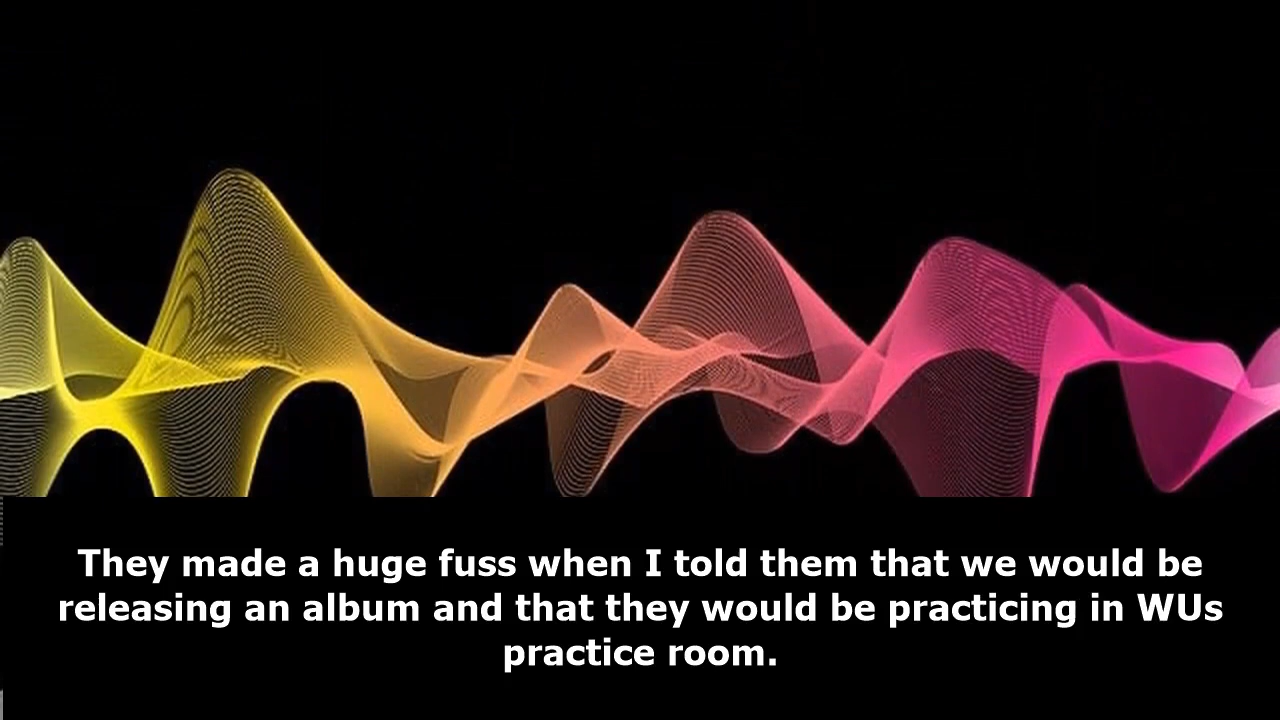 They made a huge fuss when I told them that we would be
releasing an album and that they would be practicing in WUs
practice room.